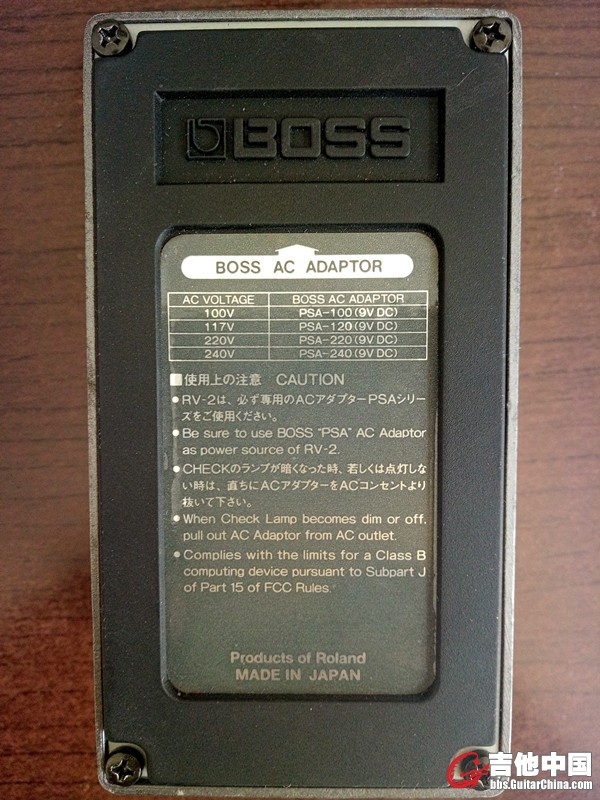 BOSS
BOSS AC ADAPTOR
AC VOLTAGE BOSS AC ADAPTOR
100V PSA-100(9V DC)
117V PSA-120(9V DC)
220V PSA-220(9V DC)
240V PSA-240(9V DC)
■使用上の注意 CAUTION
●RV-2は、必ず専用のACアダプターPSAシリー
ズをご使用ください。
●Be sure to use BOSS "PSA" AC Adaptor
as power source of RV-2.
●CHECKのランプが暗くなった時、若しくは点灯しな
い時は、直ちにACアダプターをACコンセントより
抜いて下さい。
●When Check Lamp becomes dim or off,
pull out AC Adaptor from AC outlet.
●Complies with the limits for a Class B
computing device pursuant to Subpart J
of Part 15 of FCC Rules.
Products of Roland
MADE IN JAPAN
吉他中国
bbs.GuitarChina.com